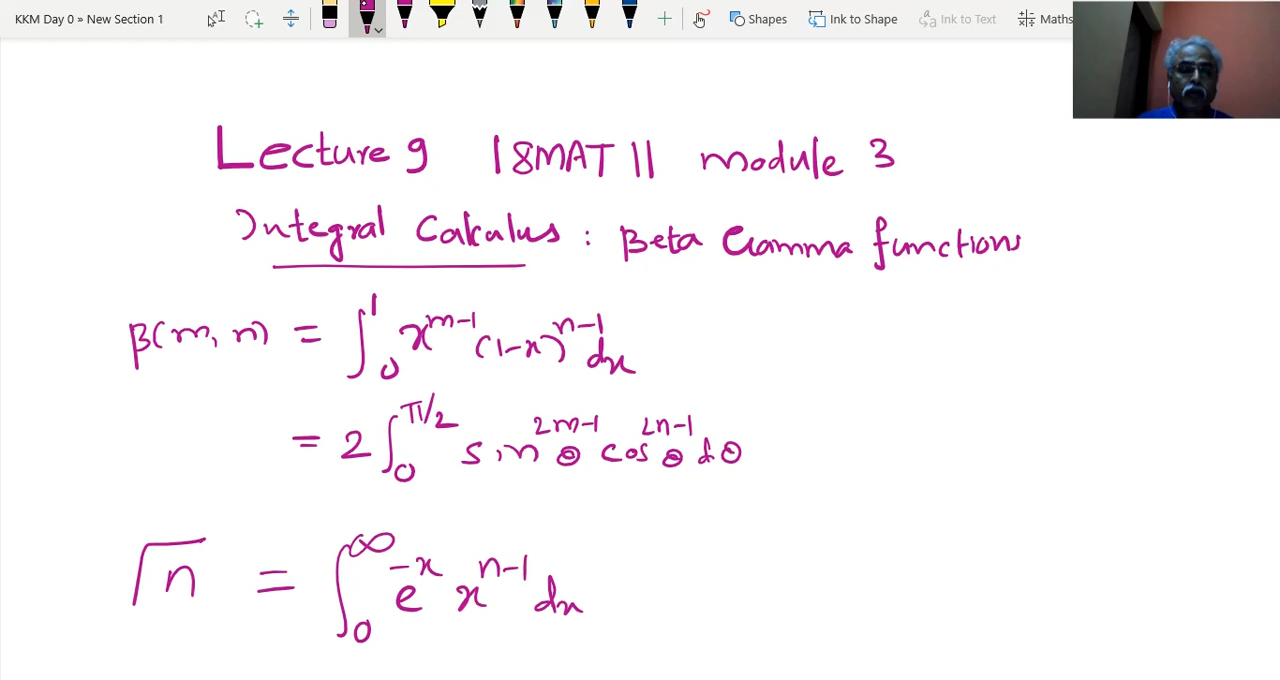 KKM Day 0 » New Section 1
Shapes
Ink to Shape
Ink to Text
Maths
Lecture 9 18MAT11 module 3
Integral Calculus : Beta Gamma functions
β(m, n) = ∫₀¹ x^{m-1} (1-x)^{n-1} dx
= 2 ∫₀^{π/2} sin^{2m-1} θ cos^{2n-1} θ dθ
Γn = ∫₀^∞ e^{-x} x^{n-1} dx